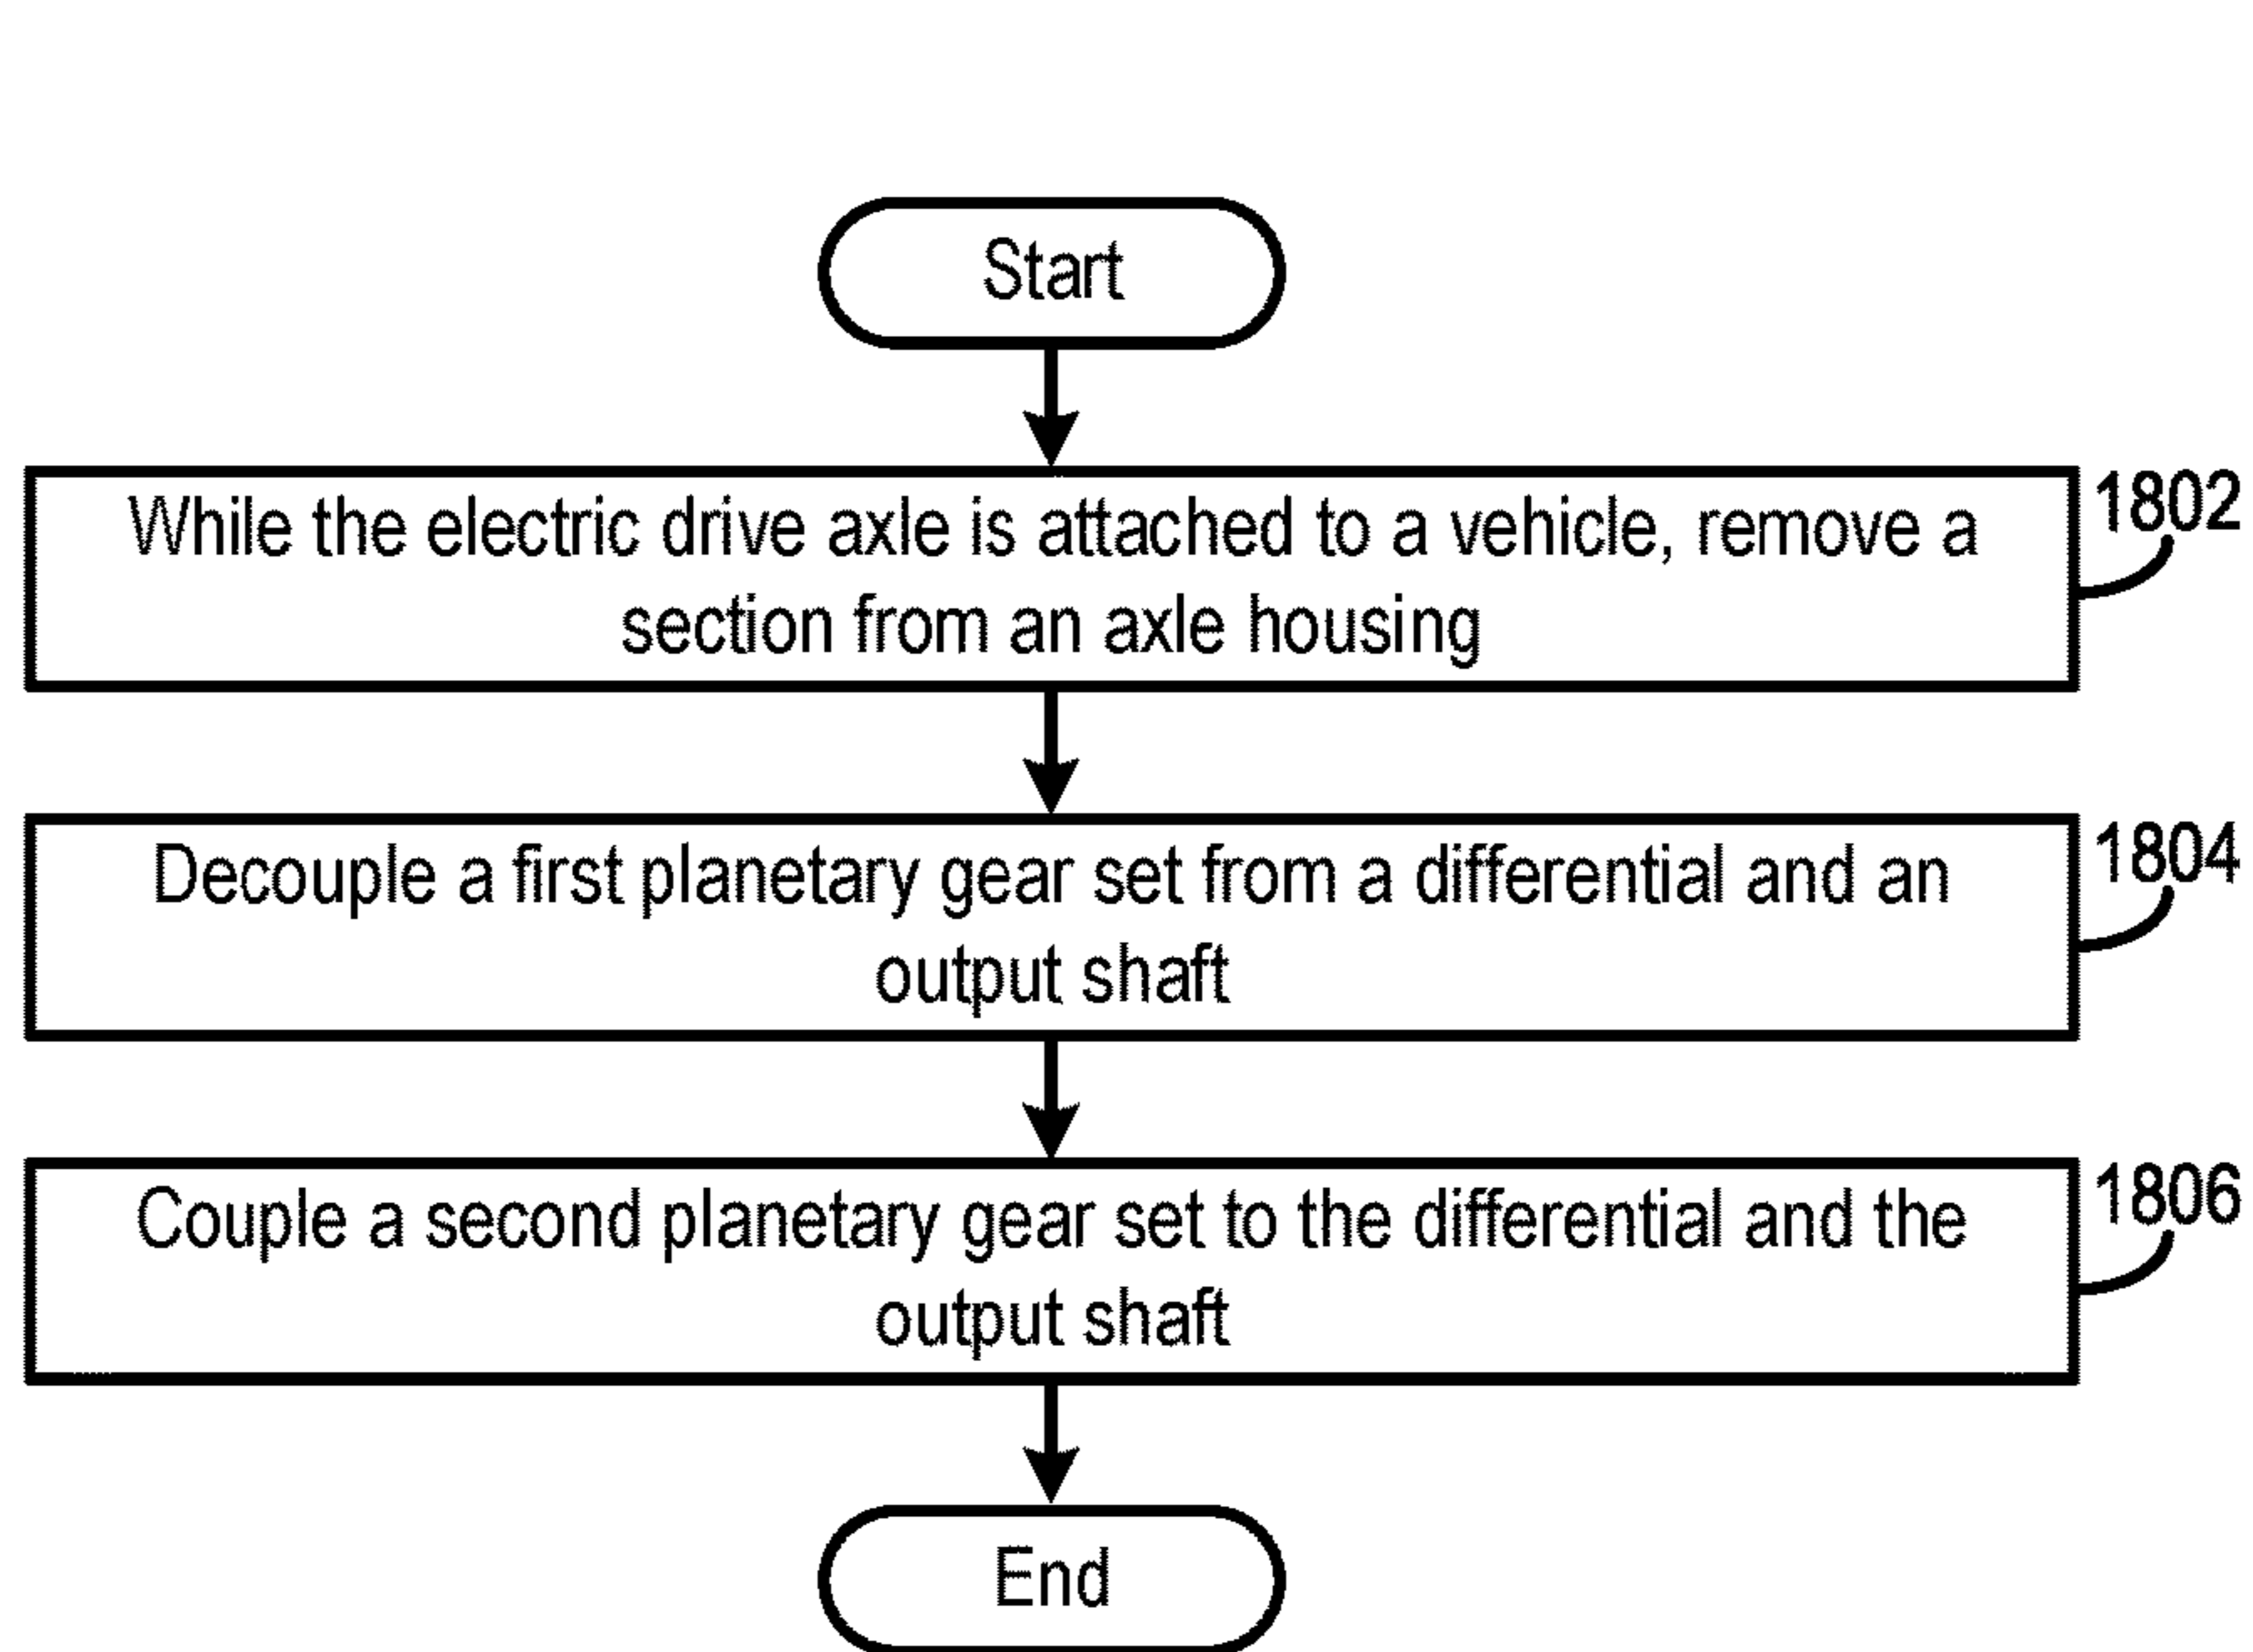 Start
While the electric drive axle is attached to a vehicle, remove a
section from an axle housing
1802
Decouple a first planetary gear set from a differential and an
output shaft
1804
Couple a second planetary gear set to the differential and the
output shaft
1806
End